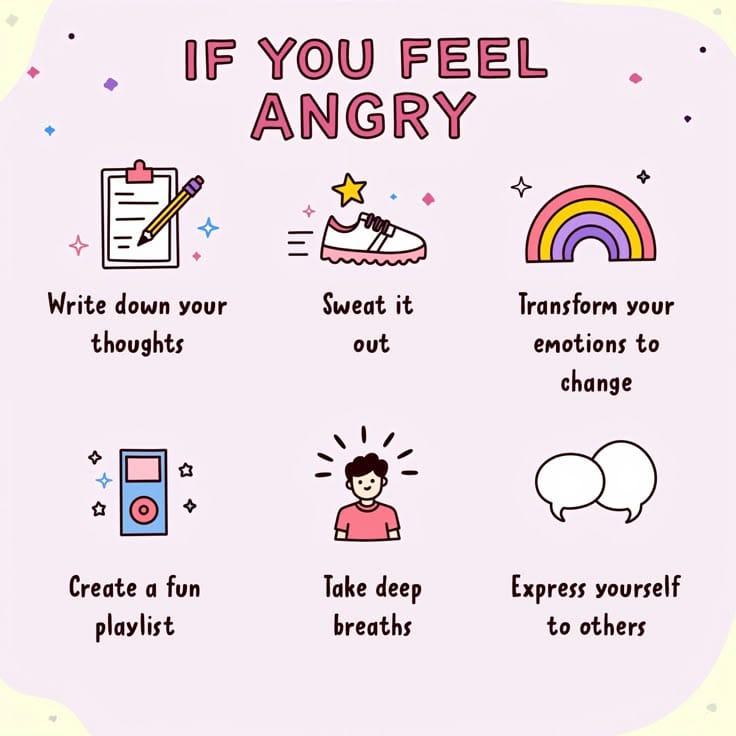 IF YOU FEEL
ANGRY
Write down your
thoughts
Sweat it
out
Transform your
emotions to
change
Create a fun
playlist
Take deep
breaths
Express yourself
to others